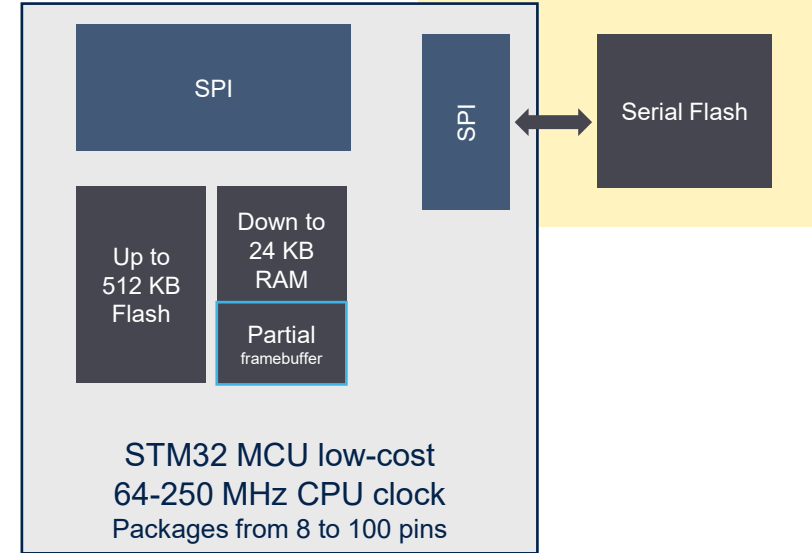 SPI
SPI
Serial Flash
Up to
512 KB
Flash
Down to
24 KB
RAM
Partial
framebuffer
STM32 MCU low-cost
64-250 MHz CPU clock
Packages from 8 to 100 pins